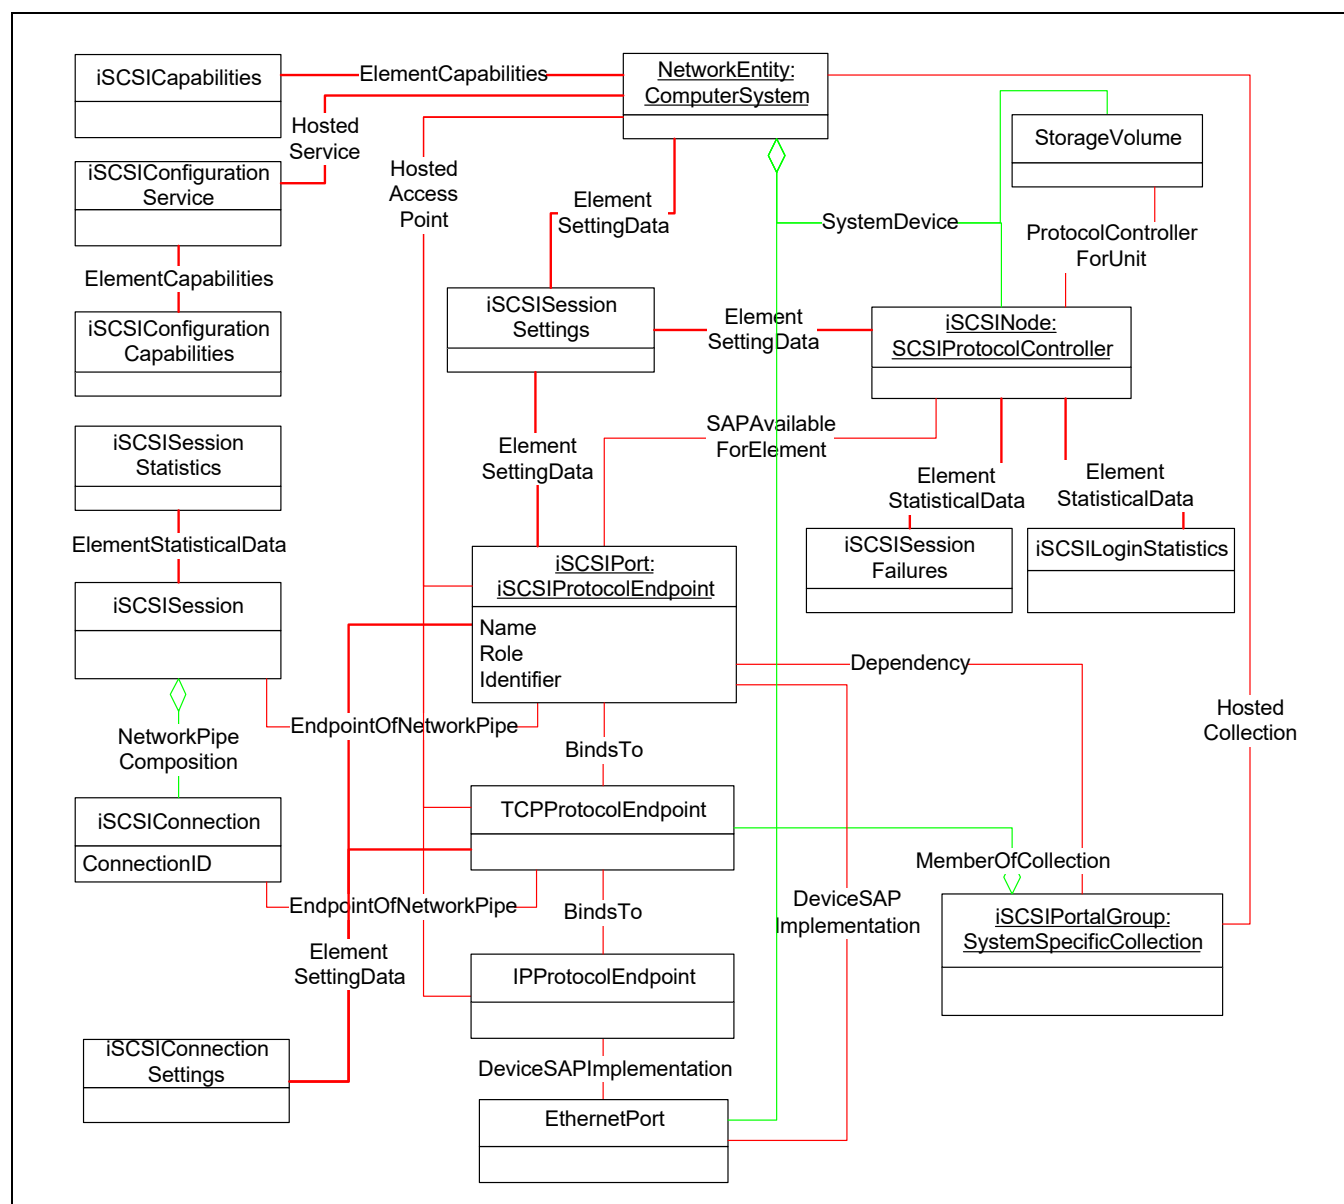 iSCSICapabilities
ElementCapabilities
NetworkEntity:
ComputerSystem
Hosted
Service
StorageVolume
iSCSIConfiguration
Service
Hosted
Access
Point
Element
SettingData
SystemDevice
ProtocolController
ForUnit
ElementCapabilities
iSCSISession
Settings
Element
SettingData
iSCSINode:
SCSIProtocolController
iSCSIConfiguration
Capabilities
SAPAvailable
ForElement
iSCSISession
Statistics
Element
SettingData
Element
StatisticalData
Element
StatisticalData
ElementStatisticalData
iSCSISession
Failures
iSCSILoginStatistics
iSCSIPort:
iSCSIProtocolEndpoint
iSCSISession
Name
Role
Identifier
Dependency
EndpointOfNetworkPipe
Hosted
Collection
NetworkPipe
Composition
BindsTo
iSCSIConnection
TCPProtocolEndpoint
ConnectionID
MemberOfCollection
EndpointOfNetworkPipe
BindsTo
DeviceSAP
Implementation
iSCSIPortalGroup:
SystemSpecificCollection
Element
SettingData
IPProtocolEndpoint
iSCSIConnection
Settings
DeviceSAPImplementation
EthernetPort